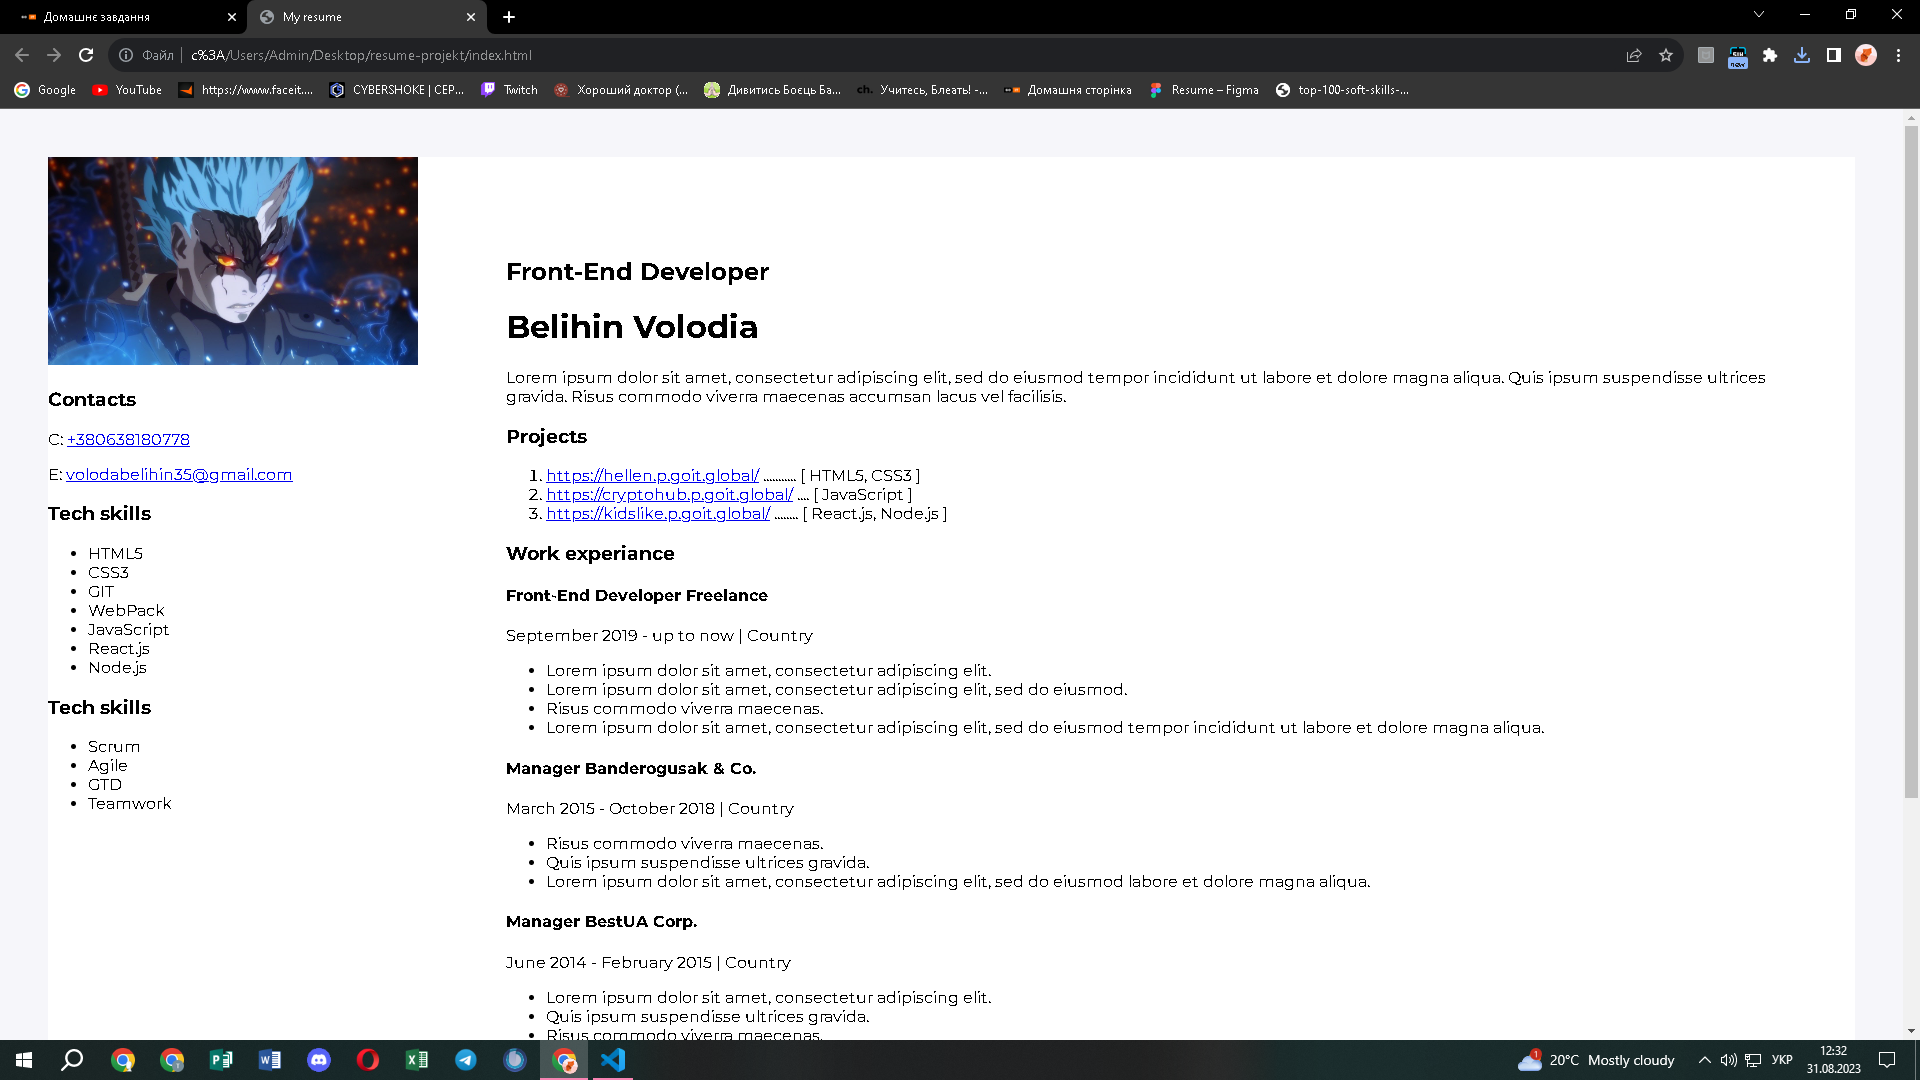 Домашнє завдання
My resume
Файл
c%3A/Users/Admin/Desktop/resume-projekt/index.html
new
Google
YouTube
https://www.faceit....
CYBERSHOKE | CEP...
Twitch
Хороший доктор (...
Дивитись Боєць Ба...
ch.
Учитесь, Блеать! -...
Домашня сторінка
Resume – Figma
top-100-soft-skills-...
Contacts
C: +380638180778
E: volodabelihin35@gmail.com
Tech skills
• HTML5
• CSS3
• GIT
• WebPack
• JavaScript
• React.js
• Node.js
Tech skills
• Scrum
• Agile
• GTD
• Teamwork
Front-End Developer
Belihin Volodia
Lorem ipsum dolor sit amet, consectetur adipiscing elit, sed do eiusmod tempor incididunt ut labore et dolore magna aliqua. Quis ipsum suspendisse ultrices
gravida. Risus commodo viverra maecenas accumsan lacus vel facilisis.
Projects
1. https://hellen.p.goit.global/ ........... [ HTML5, CSS3 ]
2. https://cryptohub.p.goit.global/ .... [ JavaScript ]
3. https://kidslike.p.goit.global/ ........ [ React.js, Node.js ]
Work experiance
Front-End Developer Freelance
September 2019 - up to now | Country
• Lorem ipsum dolor sit amet, consectetur adipiscing elit.
• Lorem ipsum dolor sit amet, consectetur adipiscing elit, sed do eiusmod.
• Risus commodo viverra maecenas.
• Lorem ipsum dolor sit amet, consectetur adipiscing elit, sed do eiusmod tempor incididunt ut labore et dolore magna aliqua.
Manager Banderogusak & Co.
March 2015 - October 2018 | Country
• Risus commodo viverra maecenas.
• Quis ipsum suspendisse ultrices gravida.
• Lorem ipsum dolor sit amet, consectetur adipiscing elit, sed do eiusmod labore et dolore magna aliqua.
Manager BestUA Corp.
June 2014 - February 2015 | Country
• Lorem ipsum dolor sit amet, consectetur adipiscing elit.
• Quis ipsum suspendisse ultrices gravida.
• Risus commodo viverra maecenas.
1
20°C Mostly cloudy
УКР
12:32
31.08.2023